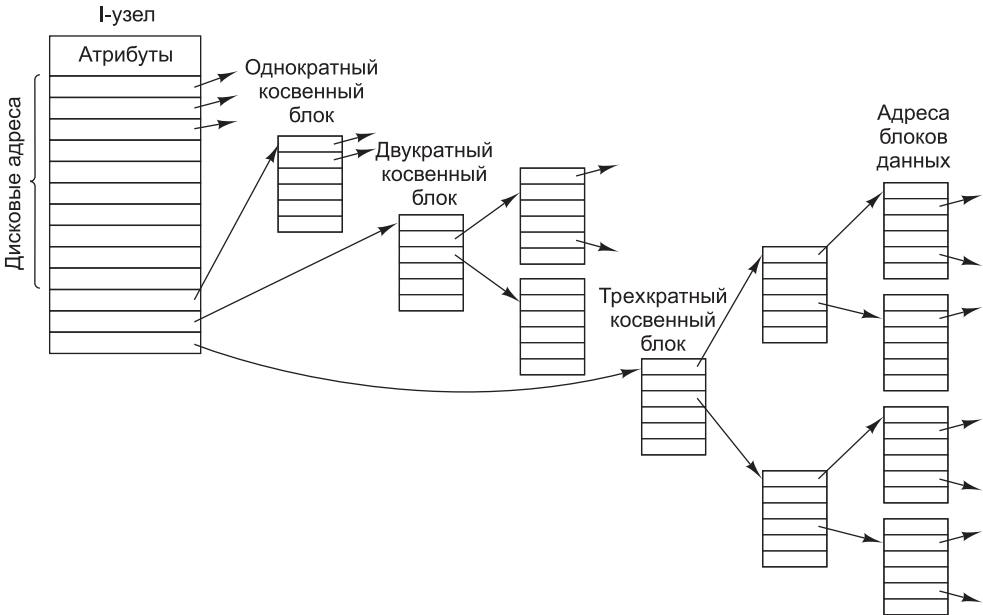 I-узел
Атрибуты
Дисковые адреса
Однократный
косвенный
блок
Двукратный
косвенный
блок
Трехкратный
косвенный
блок
Адреса
блоков
данных